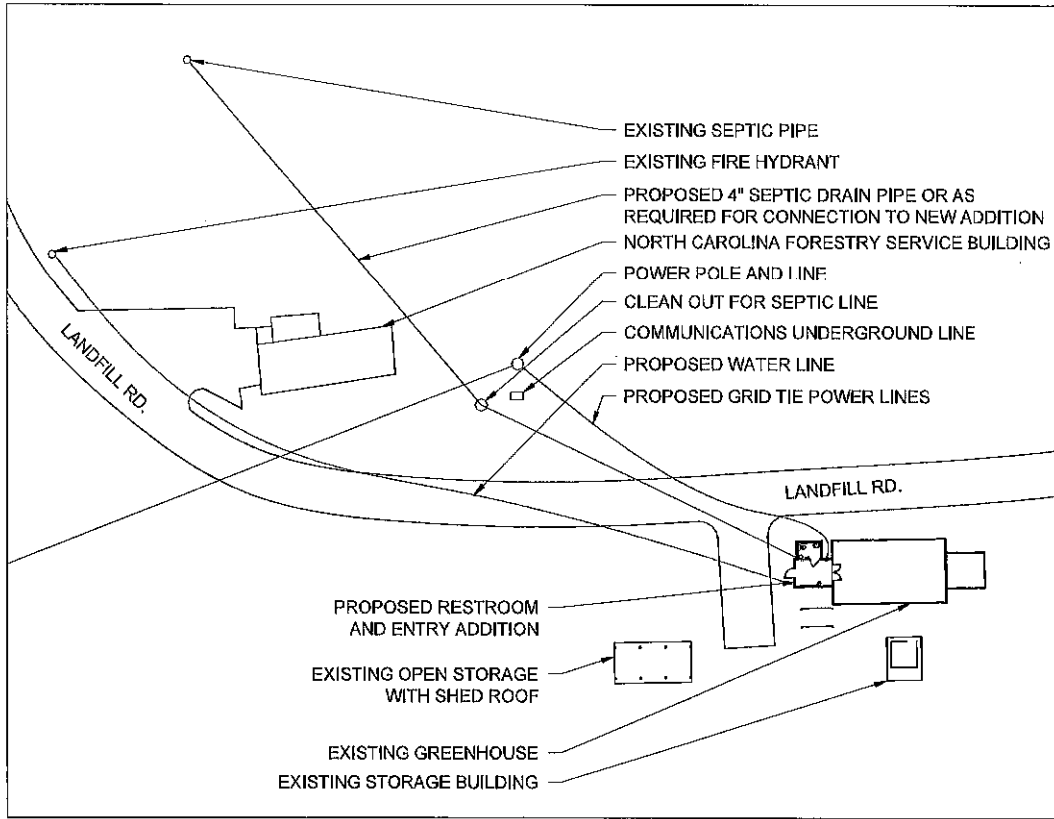 EXISTING SEPTIC PIPE
EXISTING FIRE HYDRANT
PROPOSED 4" SEPTIC DRAIN PIPE OR AS
REQUIRED FOR CONNECTION TO NEW ADDITION
NORTH CAROLINA FORESTRY SERVICE BUILDING
POWER POLE AND LINE
CLEAN OUT FOR SEPTIC LINE
COMMUNICATIONS UNDERGROUND LINE
PROPOSED WATER LINE
PROPOSED GRID TIE POWER LINES
LANDFILL RD.
LANDFILL RD.
PROPOSED RESTROOM
AND ENTRY ADDITION
EXISTING OPEN STORAGE
WITH SHED ROOF
EXISTING GREENHOUSE
EXISTING STORAGE BUILDING